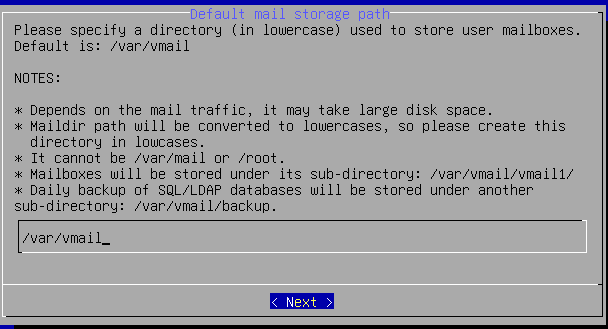 Default mail storage path
Please specify a directory (in lowercase) used to store user mailboxes.
Default is: /var/vmail
NOTES:
* Depends on the mail traffic, it may take large disk space.
* Maildir path will be converted to lowercases, so please create this
directory in lowcases.
* It cannot be /var/mail or /root.
* Mailboxes will be stored under its sub-directory: /var/vmail/vmail1/
* Daily backup of SQL/LDAP databases will be stored under another
sub-directory: /var/vmail/backup.
/var/vmail_
< Next >